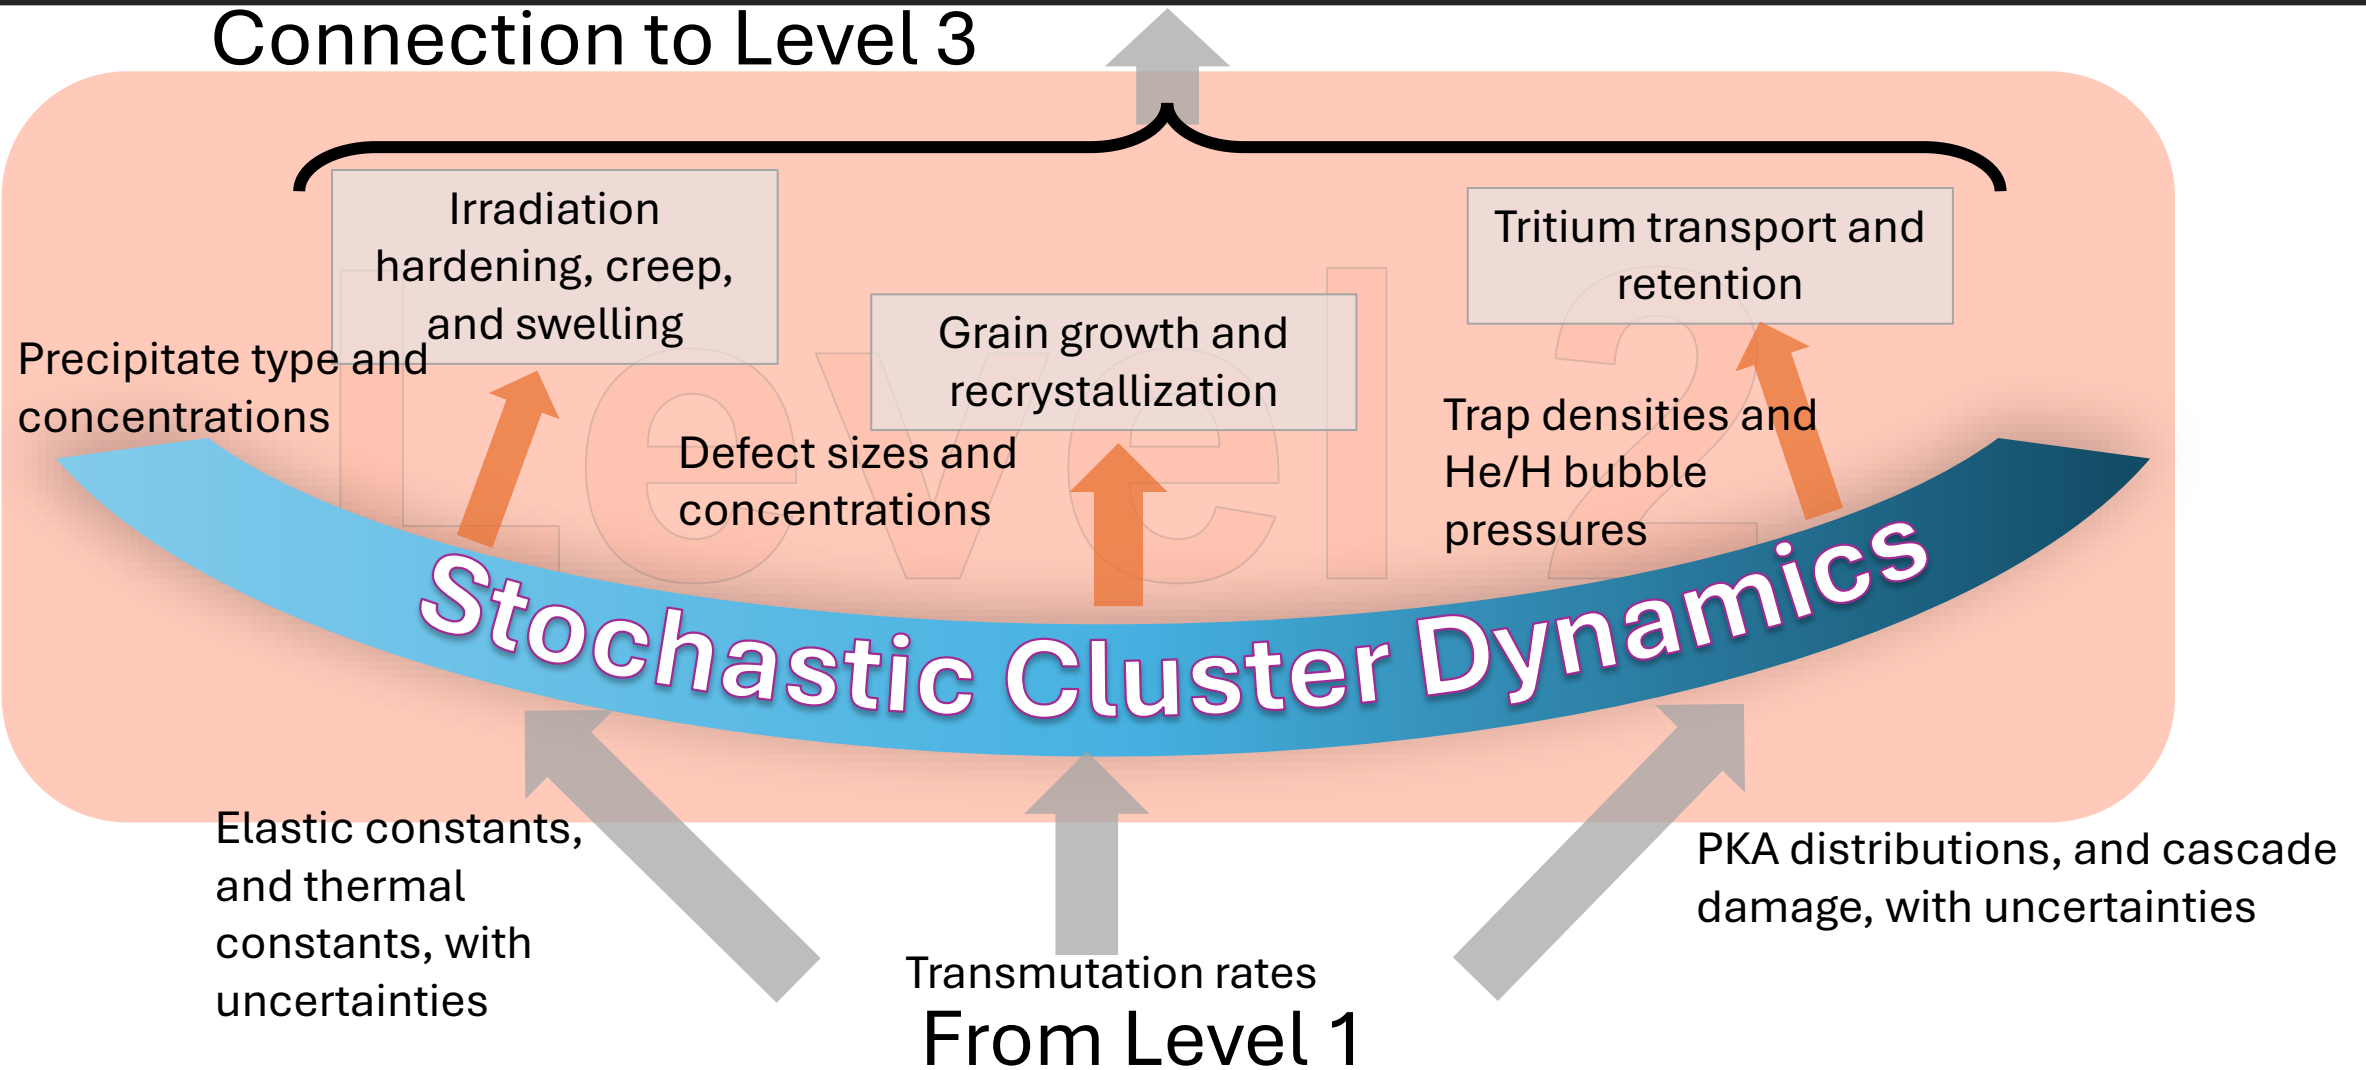 Connection to Level 3
Irradiation
hardening, creep,
and swelling
Tritium transport and
retention
Grain growth and
recrystallization
Precipitate type and
concentrations
Defect sizes and
concentrations
Trap densities and
He/H bubble
pressures
Level 2
Stochastic Cluster Dynamics
Elastic constants,
and thermal
constants, with
uncertainties
PKA distributions, and cascade
damage, with uncertainties
Transmutation rates
From Level 1